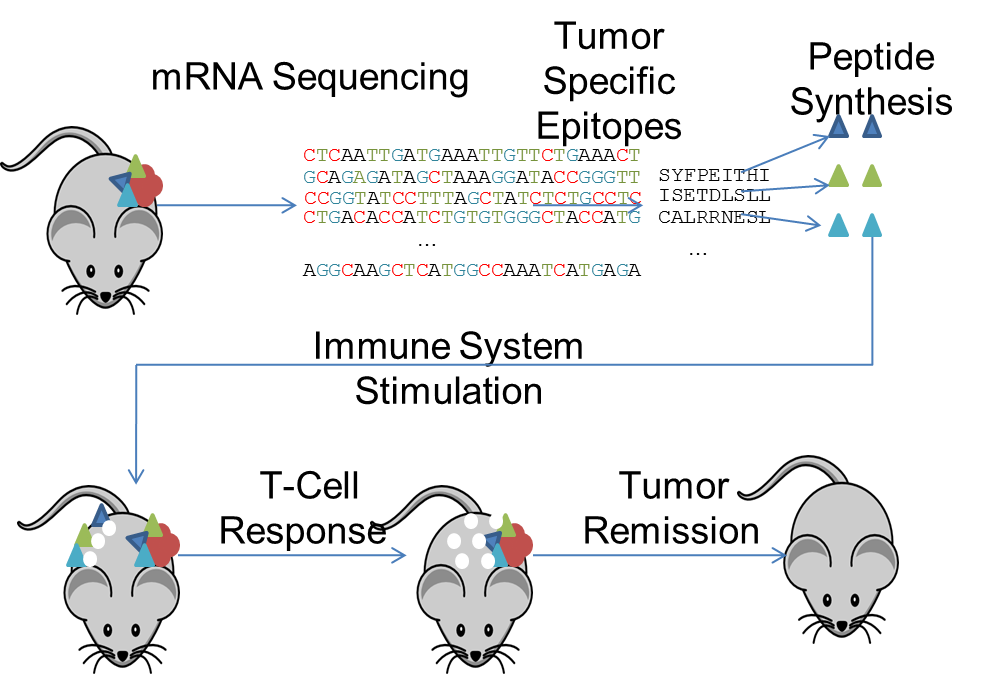 mRNA Sequencing
Tumor
Specific
Epitopes
Peptide
Synthesis
CTCAATTGATGAAATTGTTCTGAAACT
GCAGAGATAGCTAAAGGATACCGGGTT
CCGGTATCCTTTAGCTATCTCTGCCTC
CTGACACCATCTGTGTGGGCTACCATG
...
AGGCAAGCTCATGGCCAAATCATGAGA
SYFPEITHI
ISETDLSLL
CALRRNESL
...
Immune System
Stimulation
T-Cell
Response
Tumor
Remission